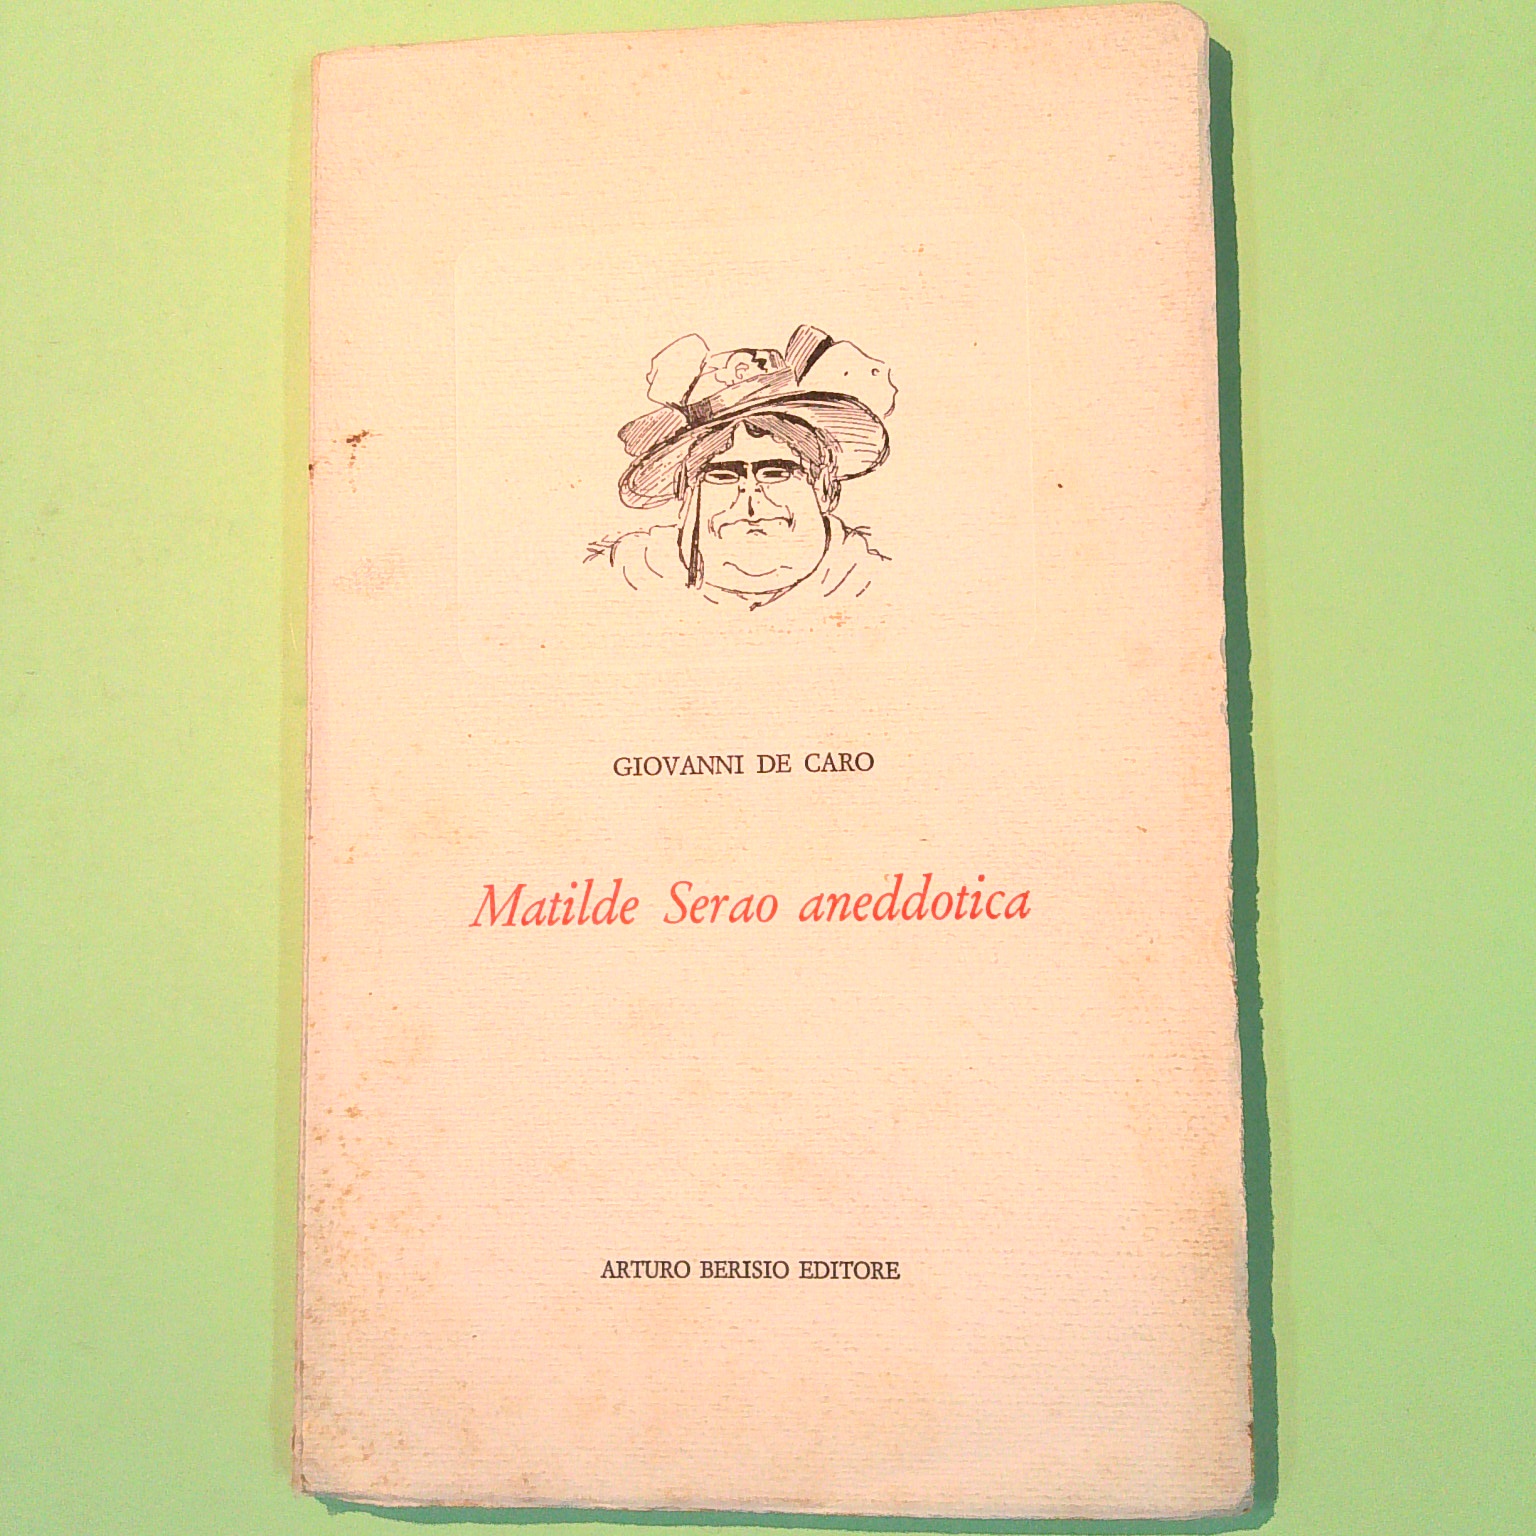 GIOVANNI DE CARO
Matilde Serao aneddotica
ARTURO BERISIO EDITORE